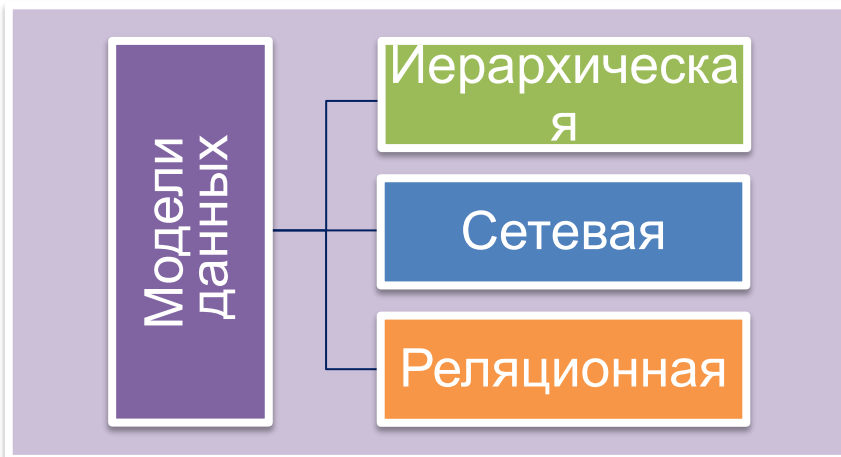 Модели
данных
Иерархическа
я
Сетевая
Реляционная